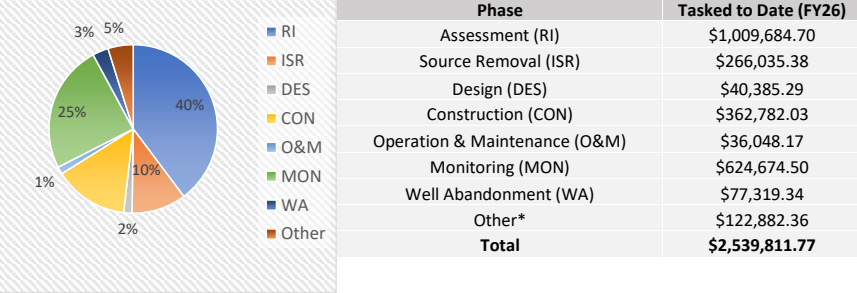 3% 5%
40%
25%
10%
1%
2%
RI
ISR
DES
CON
O&M
MON
WA
Other
Phase Tasked to Date (FY26)
Assessment (RI) $1,009,684.70
Source Removal (ISR) $266,035.38
Design (DES) $40,385.29
Construction (CON) $362,782.03
Operation & Maintenance (O&M) $36,048.17
Monitoring (MON) $624,674.50
Well Abandonment (WA) $77,319.34
Other* $122,882.36
Total $2,539,811.77